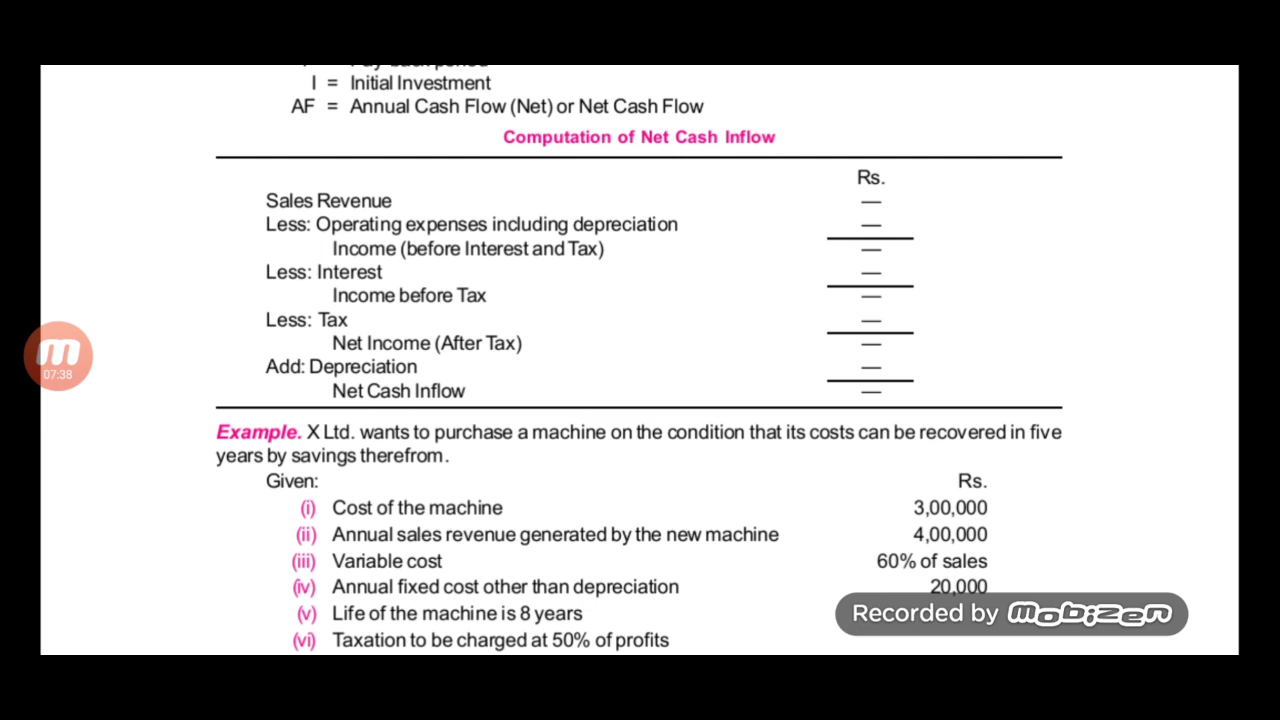 I = Initial Investment
AF = Annual Cash Flow (Net) or Net Cash Flow
Computation of Net Cash Inflow
Rs.
Sales Revenue —
Less: Operating expenses including depreciation —
Income (before Interest and Tax) —
Less: Interest —
Income before Tax —
Less: Tax —
Net Income (After Tax) —
Add: Depreciation —
Net Cash Inflow —
Example. X Ltd. wants to purchase a machine on the condition that its costs can be recovered in five
years by savings therefrom.
Given: Rs.
(i) Cost of the machine 3,00,000
(ii) Annual sales revenue generated by the new machine 4,00,000
(iii) Variable cost 60% of sales
(iv) Annual fixed cost other than depreciation 20,000
(v) Life of the machine is 8 years
(vi) Taxation to be charged at 50% of profits
m
07:38
Recorded by mobizen